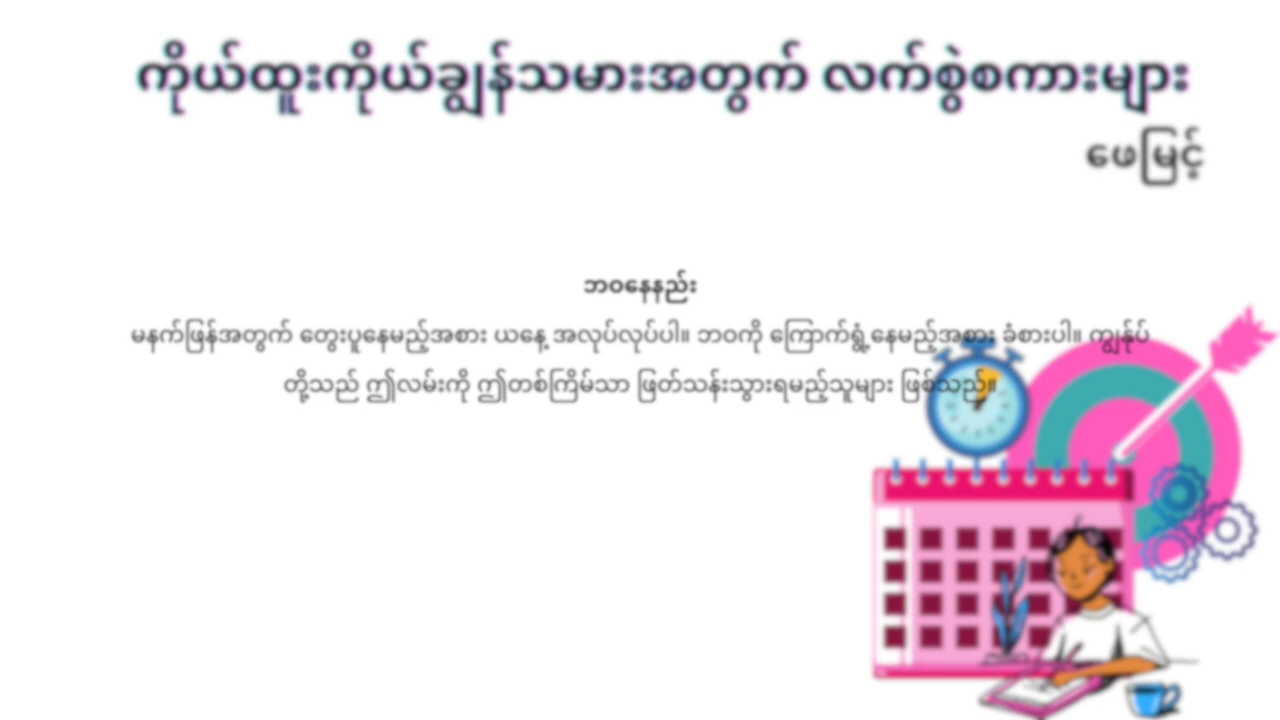 ကိုယ်ထူးကိုယ်ချွန်သမားအတွက် လက်စွဲစကားများ
ဖေမြင့်
ဘဝနေနည်း
မနက်ဖြန်အတွက် တွေးပူနေမည့်အစား ယနေ့ အလုပ်လုပ်ပါ။ ဘဝကို ကြောက်ရွံ့နေမည့်အစား ခံစားပါ။ ကျွန်ုပ်
တို့သည် ဤလမ်းကို ဤတစ်ကြိမ်သာ ဖြတ်သန်းသွားရမည့်သူများ ဖြစ်သည်။